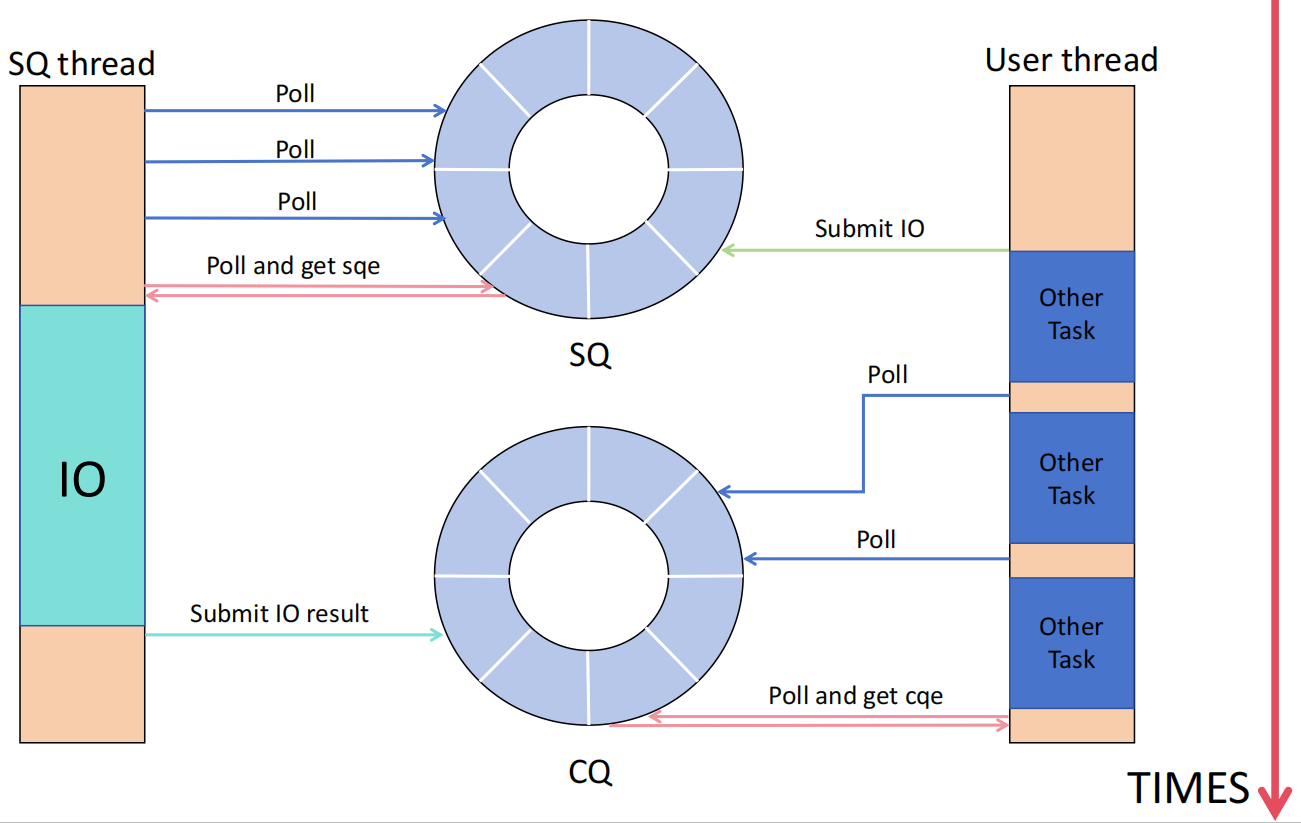 SQ thread
User thread
Poll
Poll
Poll
Submit IO
Poll and get sqe
Other
Task
SQ
Poll
IO
Other
Task
Poll
Submit IO result
Other
Task
Poll and get cqe
CQ
TIMES